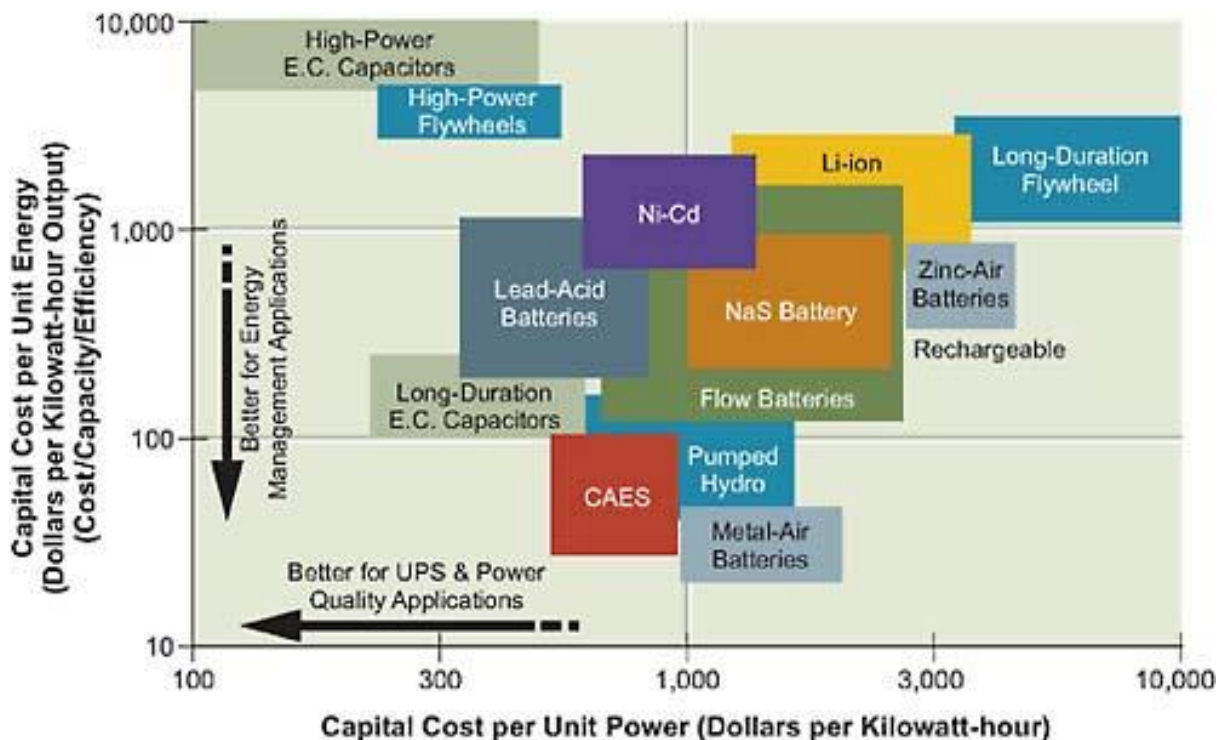 10,000
1,000
100
10
Capital Cost per Unit Energy
(Dollars per Kilowatt-hour Output)
(Cost/Capacity/Efficiency)
High-Power
E.C. Capacitors
High-Power
Flywheels
Li-ion
Long-Duration
Flywheel
Ni-Cd
Better for Energy
Management Applications
Lead-Acid
Batteries
NaS Battery
Zinc-Air
Batteries
Rechargeable
Long-Duration
E.C. Capacitors
Flow Batteries
CAES
Pumped
Hydro
Metal-Air
Batteries
Better for UPS & Power
Quality Applications
100
300
1,000
3,000
10,000
Capital Cost per Unit Power (Dollars per Kilowatt-hour)